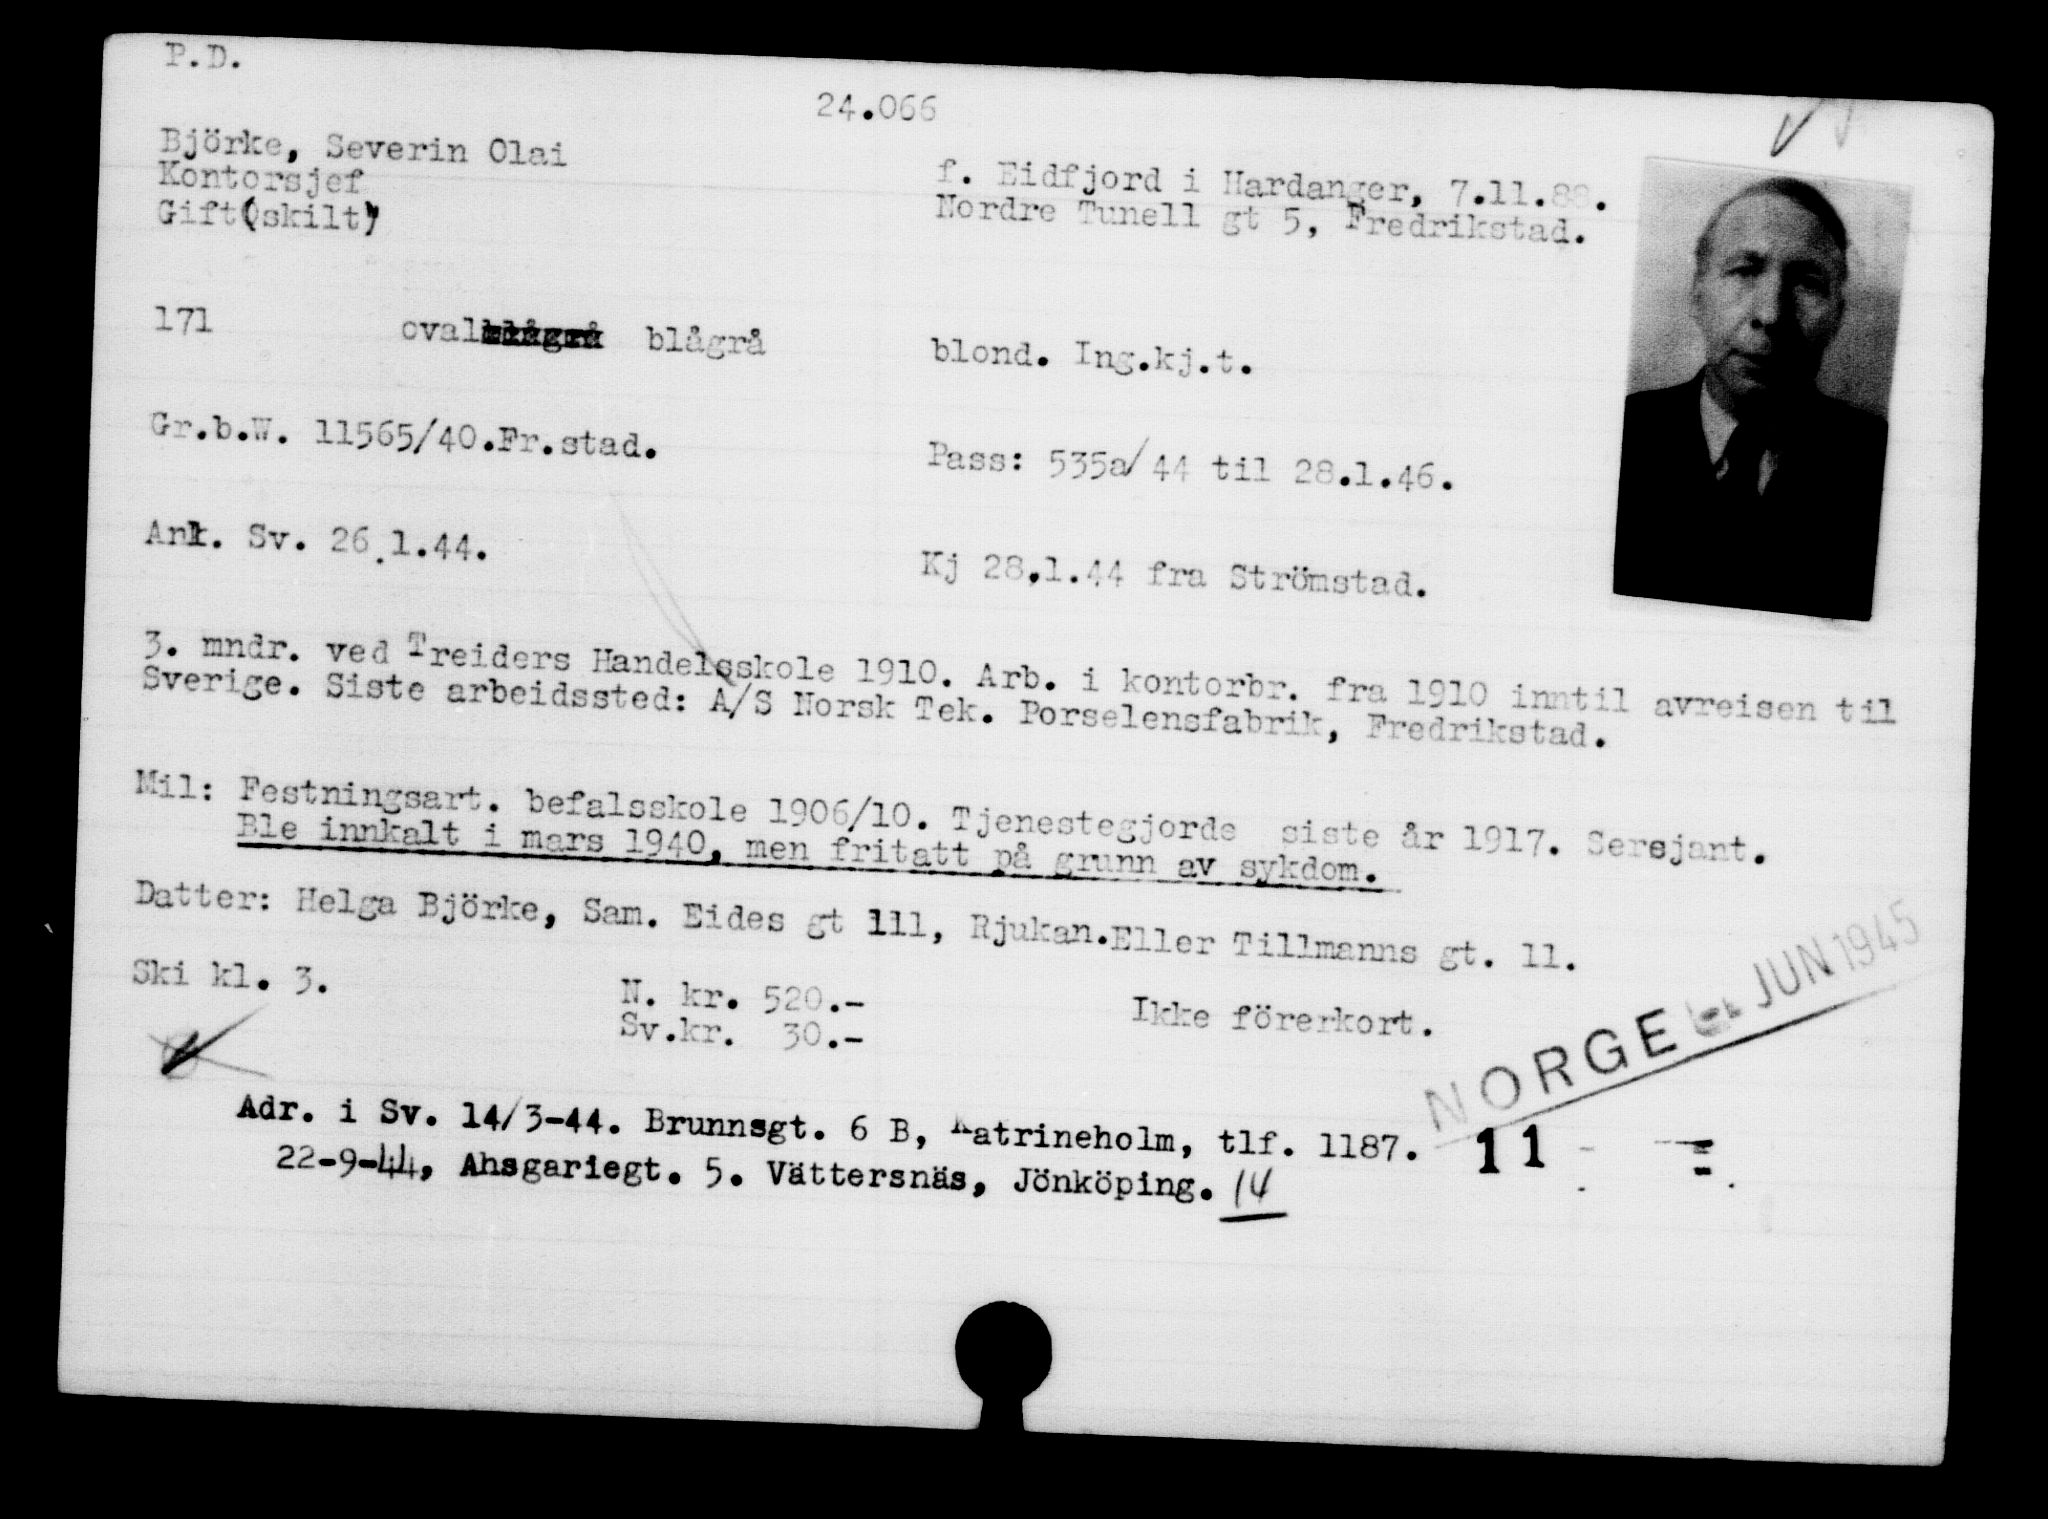 P.D.
24.066
Björke, Severin Olai
Kontorsjef
Gift(skilt)
f. Eidfjord i Hardanger, 7.11.88.
Nordre Tunell gt 5, Fredrikstad.
171 oval blågrå blond. Ing.kj.t.
Gr.b.W. 11565/40.Fr.stad. Pass: 535a/44 til 28.1.46.
Ank. Sv. 26.1.44. Kj 28.1.44 fra Strömstad.
3. mndr. ved Treiders Handelsskole 1910. Arb. i kontorbr. fra 1910 inntil avreisen til
Sverige. Siste arbeidssted: A/S Norsk Tek. Porselensfabrik, Fredrikstad.
Mil: Festningsart. befalsskole 1906/10. Tjenestegjorde siste år 1917. Sersjant.
Ble innkalt i mars 1940, men fritatt på grunn av sykdom.
Datter: Helga Björke, Sam. Eides gt 111, Rjukan.Eller Tillmanns gt. 11.
Ski kl. 3. N. kr. 520.- Ikke förerkort.
Sv.kr. 30.-
NORGE JUN 1945
Adr. i Sv. 14/3-44. Brunnsgt. 6 B, Katrineholm, tlf. 1187. 11
22-9-44, Ahsgariegt. 5. Vättersnäs, Jönköping. 14